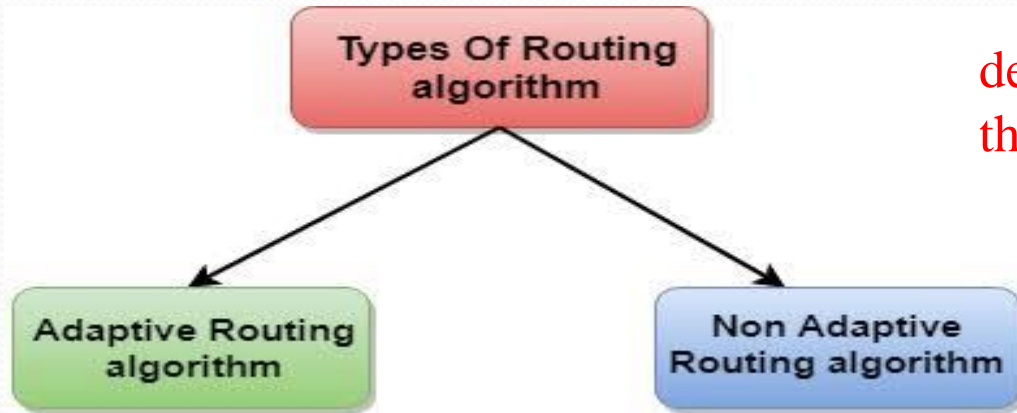 Types Of Routing
algorithm
de
th
Adaptive Routing
algorithm
Non Adaptive
Routing algorithm